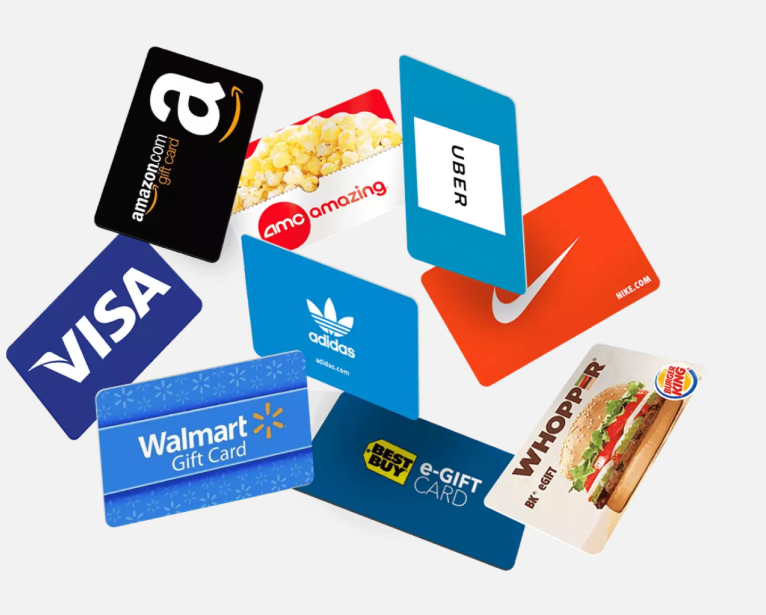 a
amazon.com
gift card
amc amazing
UBER
NIKE.COM
VISA
adidas
adidas.com
Walmart
Gift Card
BEST
BUY
e-GIFT
CARD
WHOPPER®
BK® eGIFT
BURGER
KING